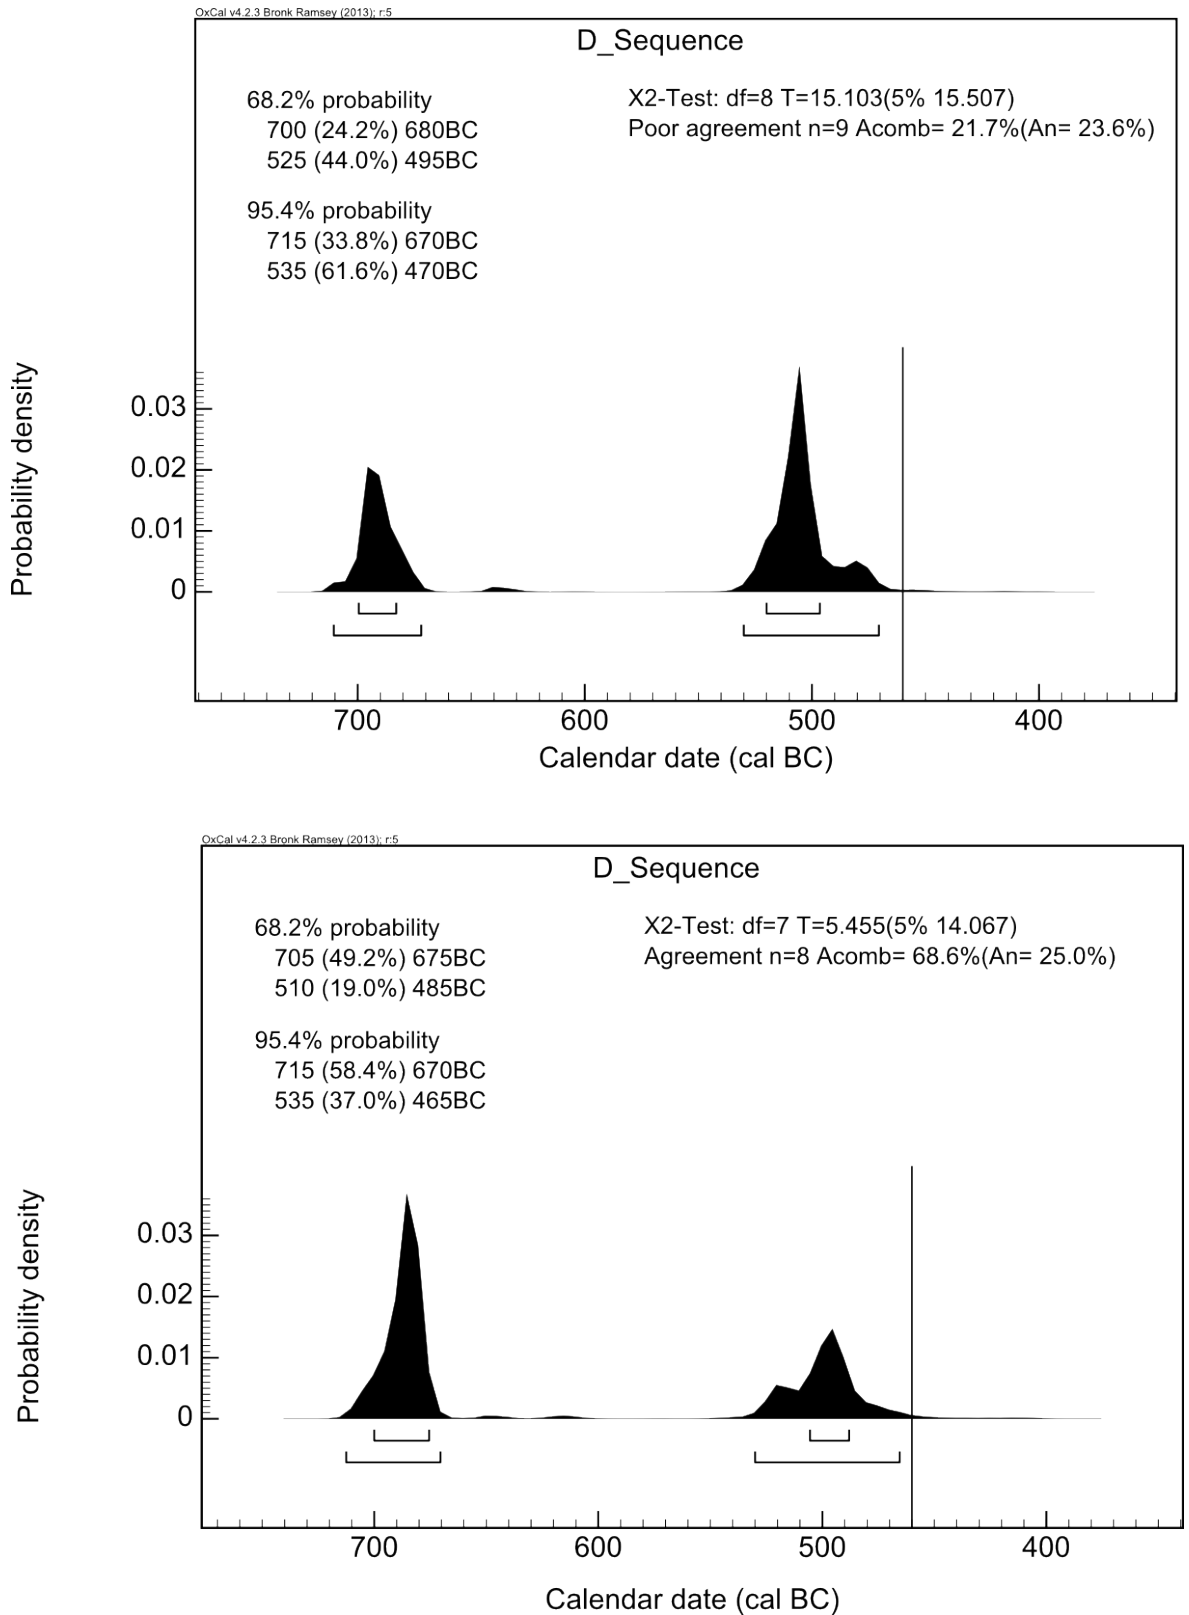 OxCal v4.2.3 Bronk Ramsey (2013); r:5
D_Sequence
68.2% probability
700 (24.2%) 680BC
525 (44.0%) 495BC
95.4% probability
715 (33.8%) 670BC
535 (61.6%) 470BC
X2-Test: df=8 T=15.103(5% 15.507)
Poor agreement n=9 Acomb= 21.7%(An= 23.6%)
Probability density
0.03
0.02
0.01
0
700 600 500 400
Calendar date (cal BC)
OxCal v4.2.3 Bronk Ramsey (2013); r:5
D_Sequence
68.2% probability
705 (49.2%) 675BC
510 (19.0%) 485BC
95.4% probability
715 (58.4%) 670BC
535 (37.0%) 465BC
X2-Test: df=7 T=5.455(5% 14.067)
Agreement n=8 Acomb= 68.6%(An= 25.0%)
Probability density
0.03
0.02
0.01
0
700 600 500 400
Calendar date (cal BC)